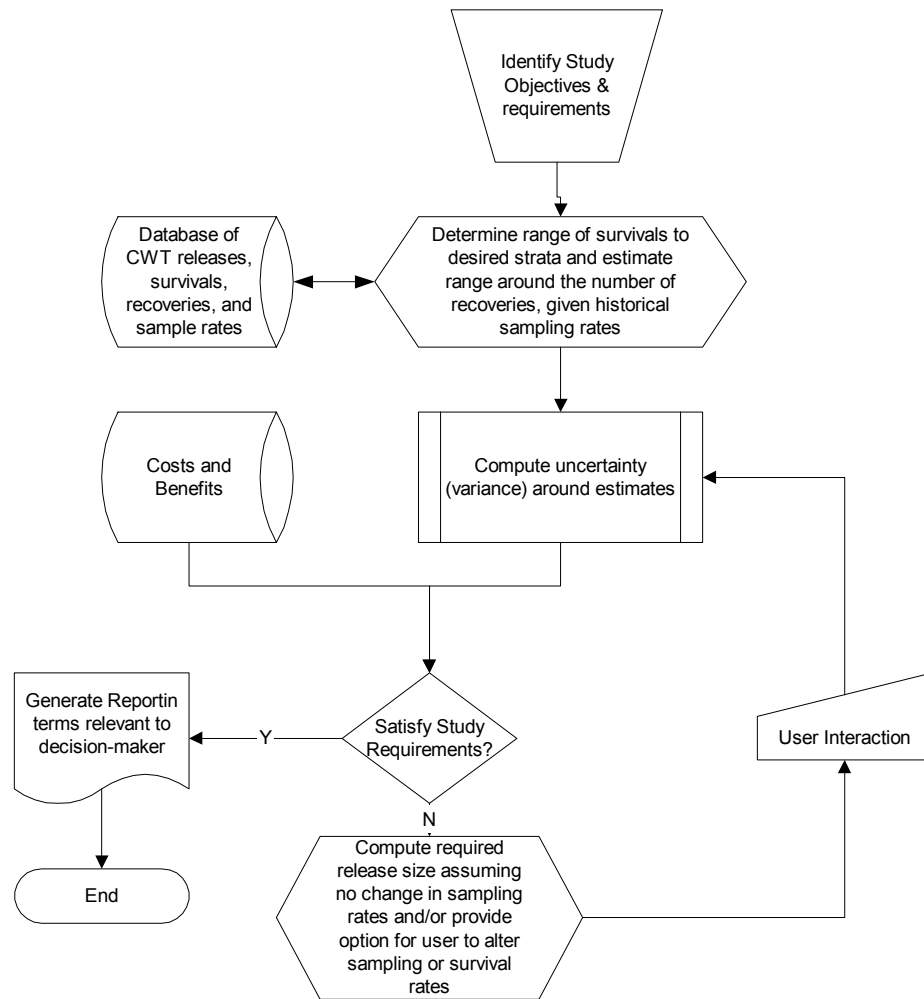 Identify Study
Objectives &
requirements
Database of
CWT releases,
survivals,
recoveries, and
sample rates
Determine range of survivals to
desired strata and estimate
range around the number of
recoveries, given historical
sampling rates
Costs and
Benefits
Compute uncertainty
(variance) around estimates
Generate Reportin
terms relevant to
decision-maker
Y
Satisfy Study
Requirements?
User Interaction
N
End
Compute required
release size assuming
no change in sampling
rates and/or provide
option for user to alter
sampling or survival
rates